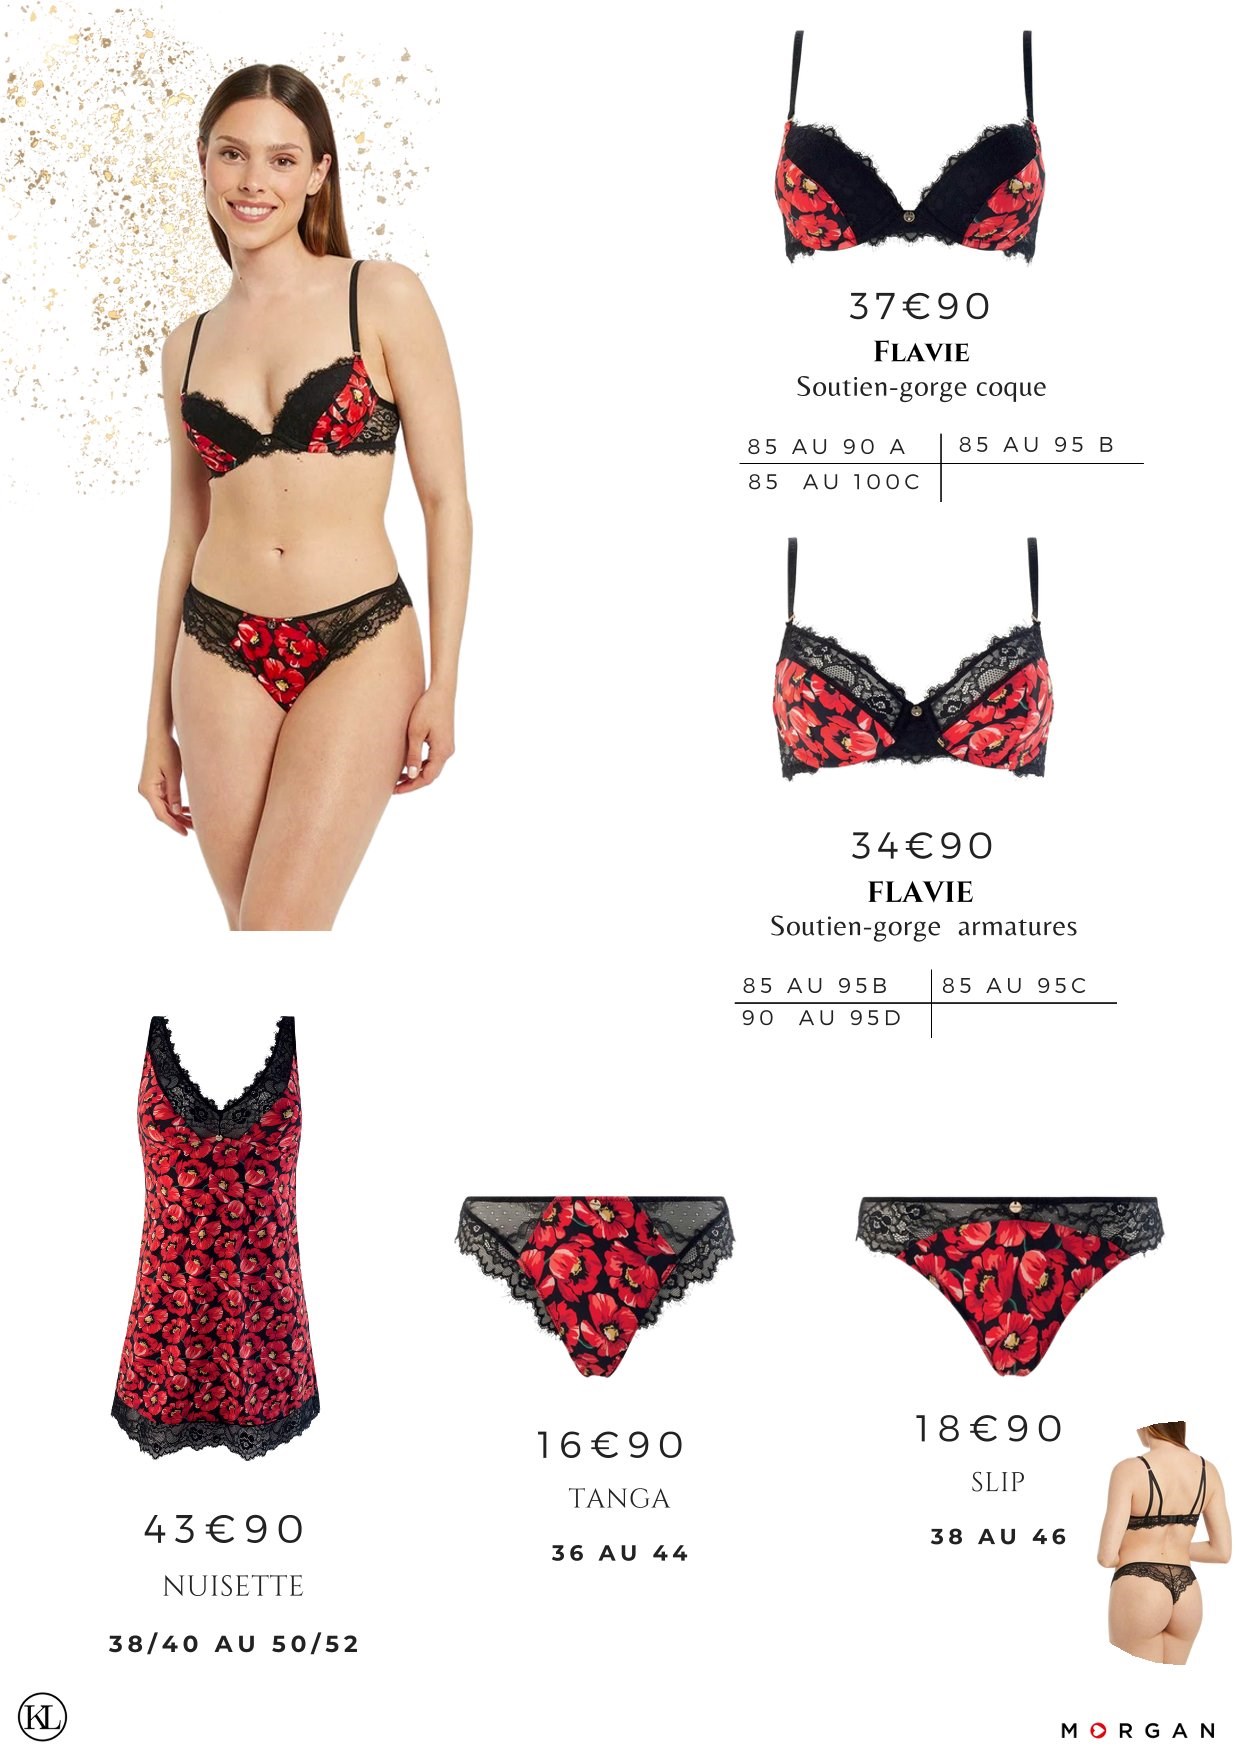 37€90
FLAVIE
Soutien-gorge coque
85 AU 90 A
85 AU 95 B
85 AU 100C
34€90
FLAVIE
Soutien-gorge armatures
85 AU 95B
85 AU 95C
90 AU 95D
43€90
NUISETTE
38/40 AU 50/52
16€90
TANGA
36 AU 44
18€90
SLIP
38 AU 46
KL
MORGAN